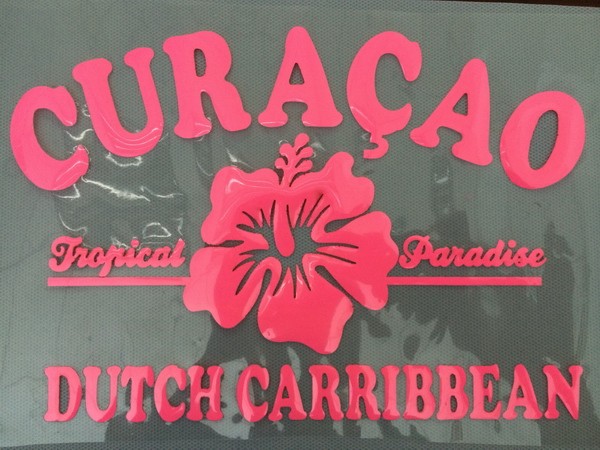 CURAÇAO
Tropical Paradise
DUTCH CARRIBBEAN